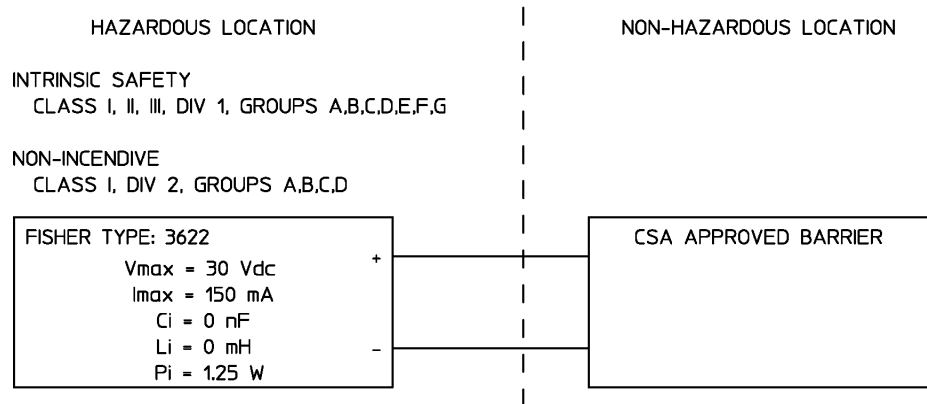 HAZARDOUS LOCATION
NON-HAZARDOUS LOCATION
INTRINSIC SAFETY
CLASS I, II, III, DIV 1, GROUPS A,B,C,D,E,F,G
NON-INCENDIVE
CLASS I, DIV 2, GROUPS A,B,C,D
FISHER TYPE: 3622
Vmax = 30 Vdc
Imax = 150 mA
Ci = 0 nF
Li = 0 mH
Pi = 1.25 W
+
-
CSA APPROVED BARRIER